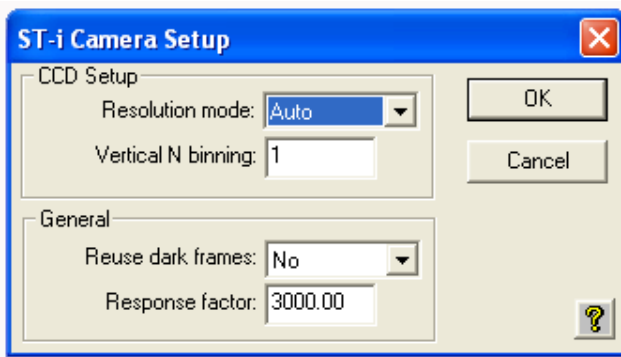 ST-i Camera Setup
CCD Setup
Resolution mode: Auto
Vertical N binning: 1
OK
Cancel
General
Reuse dark frames: No
Response factor: 3000.00
?